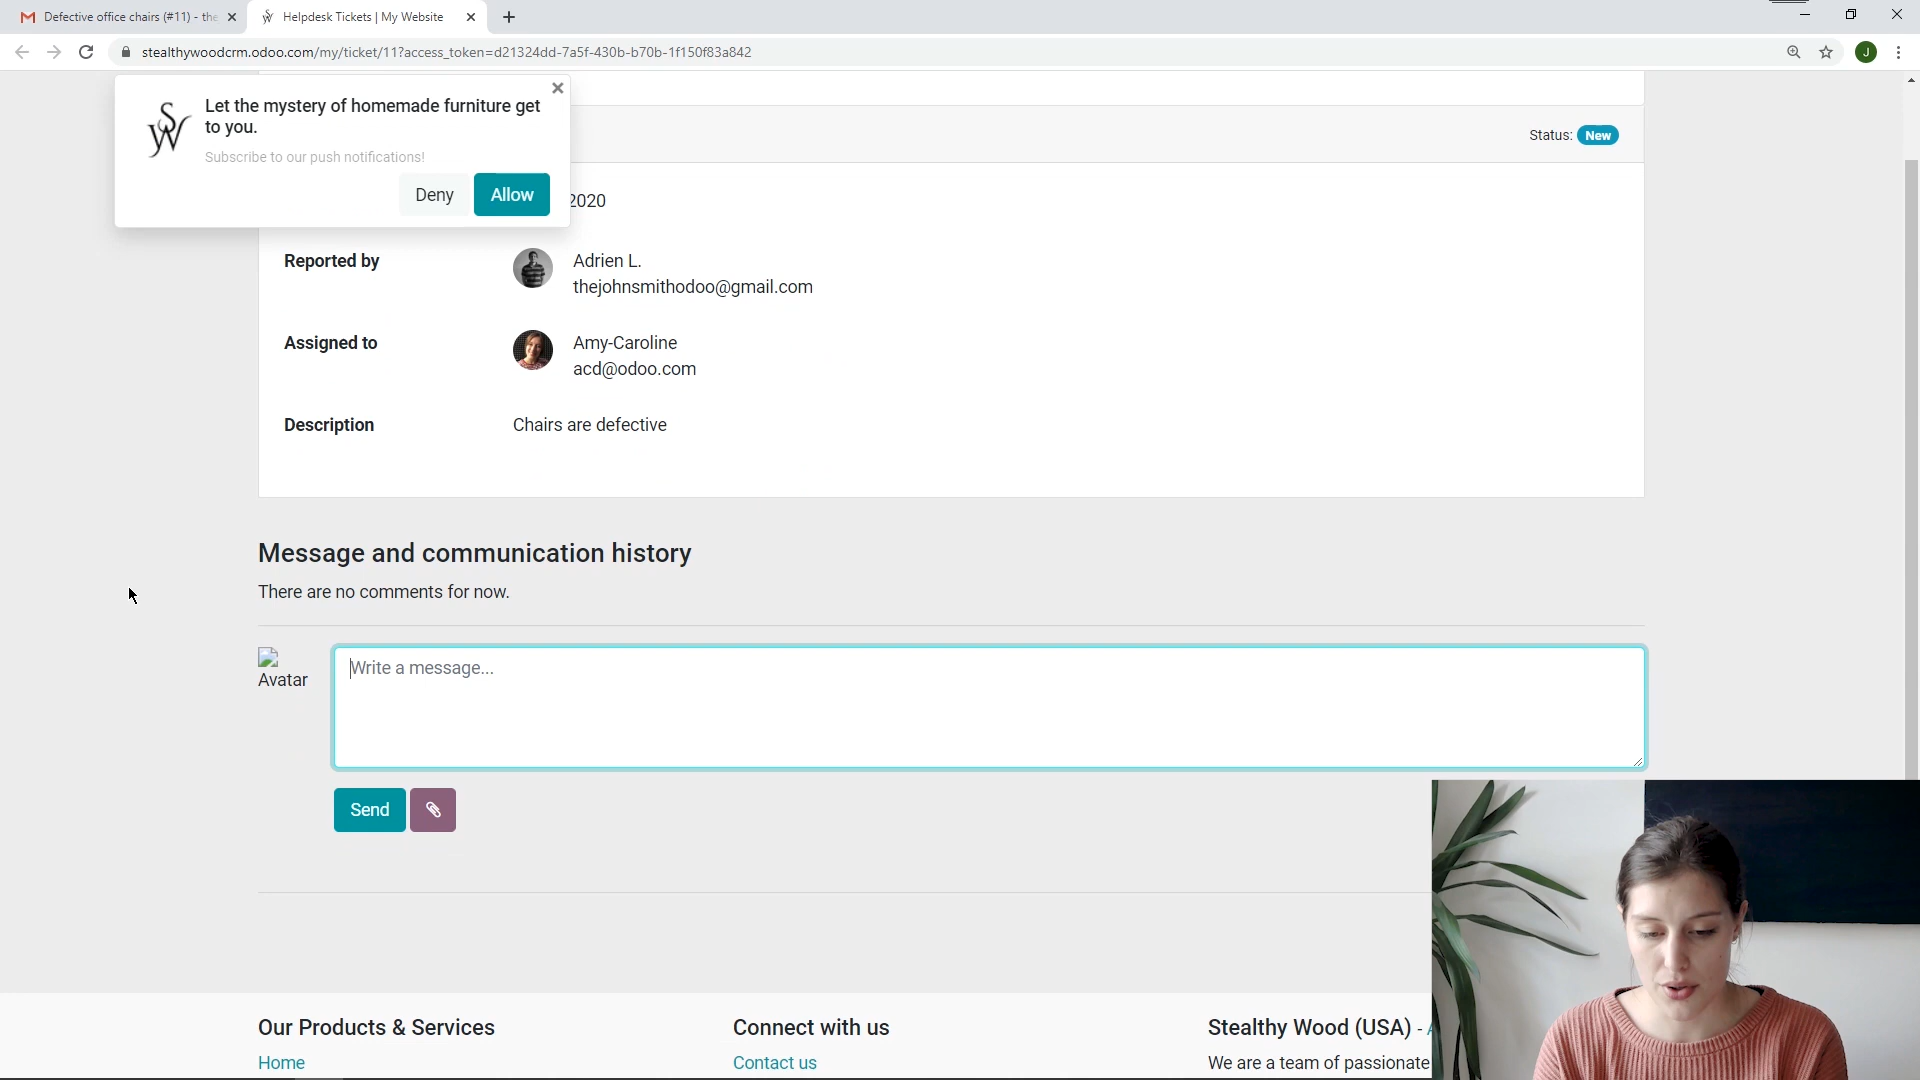 Defective office chairs (#11) - the
Helpdesk Tickets | My Website
stealthywoodcrm.odoo.com/my/ticket/11?access_token=d21324dd-7a5f-430b-b70b-1f150f83a842
J
SW
Let the mystery of homemade furniture get
to you.
Subscribe to our push notifications!
Deny
Allow
Status: New
2020
Reported by
Adrien L.
thejohnsmithodoo@gmail.com
Assigned to
Amy-Caroline
acd@odoo.com
Description
Chairs are defective
Message and communication history
There are no comments for now.
Avatar
Write a message...
Send
Our Products & Services
Connect with us
Stealthy Wood (USA) -
Home
Contact us
We are a team of passionate